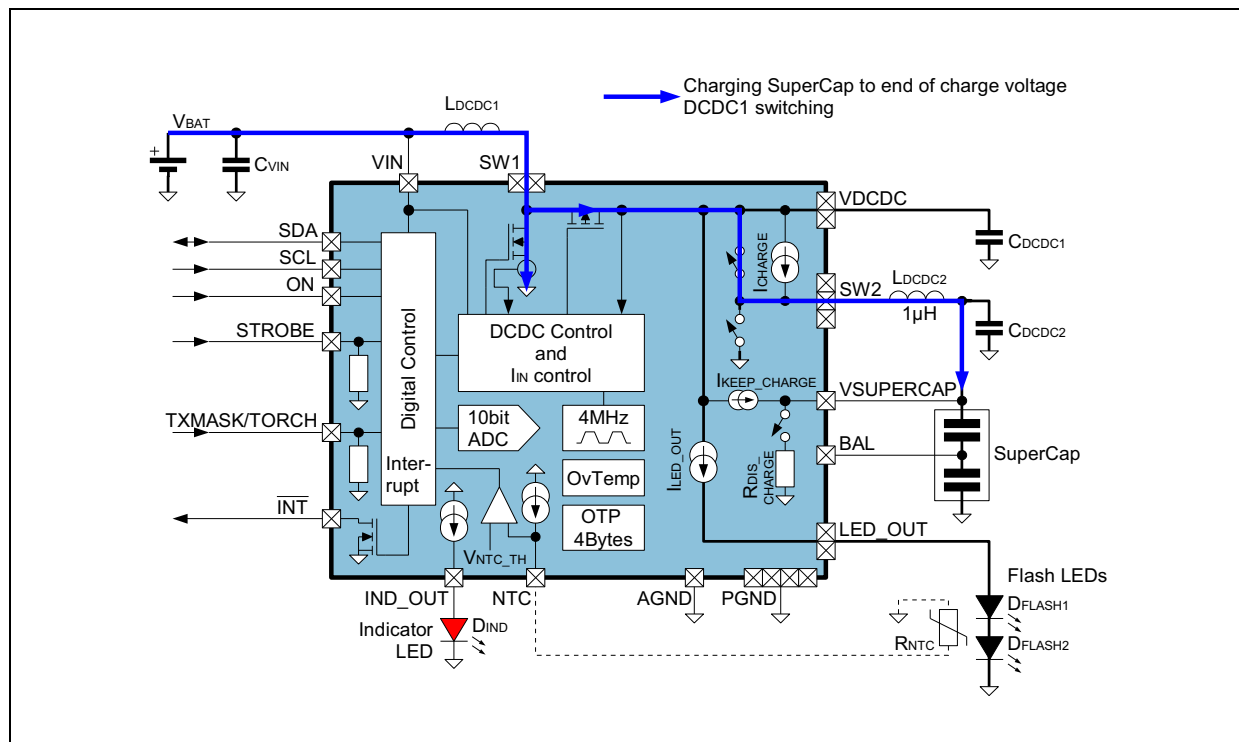 Charging SuperCap to end of charge voltage
DCDC1 switching
LDCDC1
VBAT
+
CVIN
VIN
SW1
VDCDC
CDCDC1
SDA
SCL
ON
STROBE
TXMASK/TORCH
INT
Digital Control
Inter-
rupt
DCDC Control
and
IIN control
10bit
ADC
4MHz
OvTemp
OTP
4Bytes
VNTC_TH
ICHARGE
SW2
LDCDC2
1µH
CDCDC2
IKEEP_CHARGE
VSUPERCAP
BAL
SuperCap
ILED_OUT
RDIS_
CHARGE
LED_OUT
Flash LEDs
DFLASH1
DFLASH2
RNTC
IND_OUT
NTC
AGND
PGND
Indicator
LED
DIND